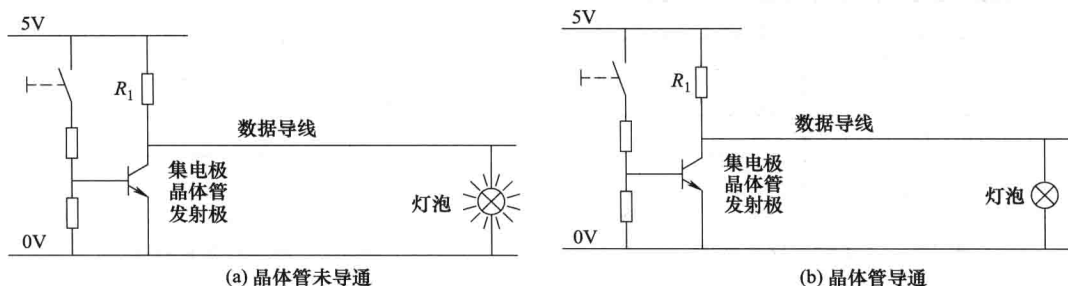 5V
R1
数据导线
集电极
晶体管
发射极
灯泡
0V
(a) 晶体管未导通
5V
R1
数据导线
集电极
晶体管
发射极
灯泡
0V
(b) 晶体管导通